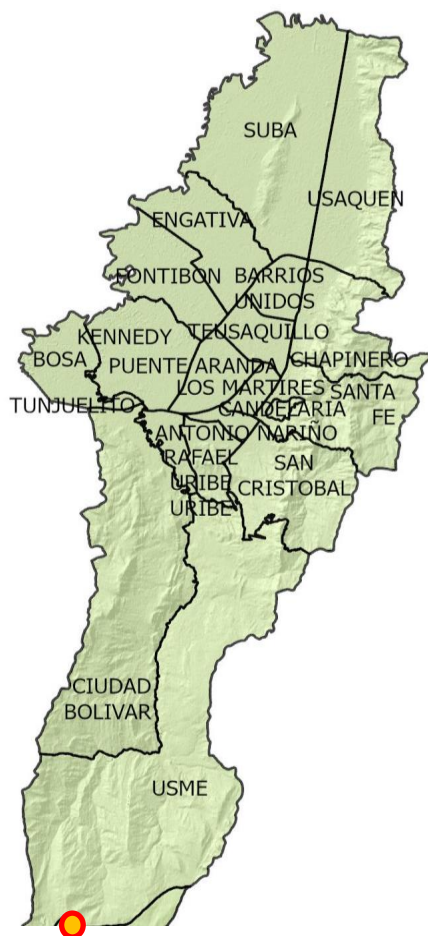 SUBA
USAQUEN
ENGATIVA
FONTIBON
BARRIOS
UNIDOS
TEUSAQUILLO
KENNEDY
BOSA
PUENTE ARANDA
CHAPINERO
LOS MARTIRES
SANTA
FE
TUNJUELITO
CANDELARIA
ANTONIO NARIÑO
RAFAEL
URIBE
URIBE
SAN
CRISTOBAL
CIUDAD
BOLIVAR
USME